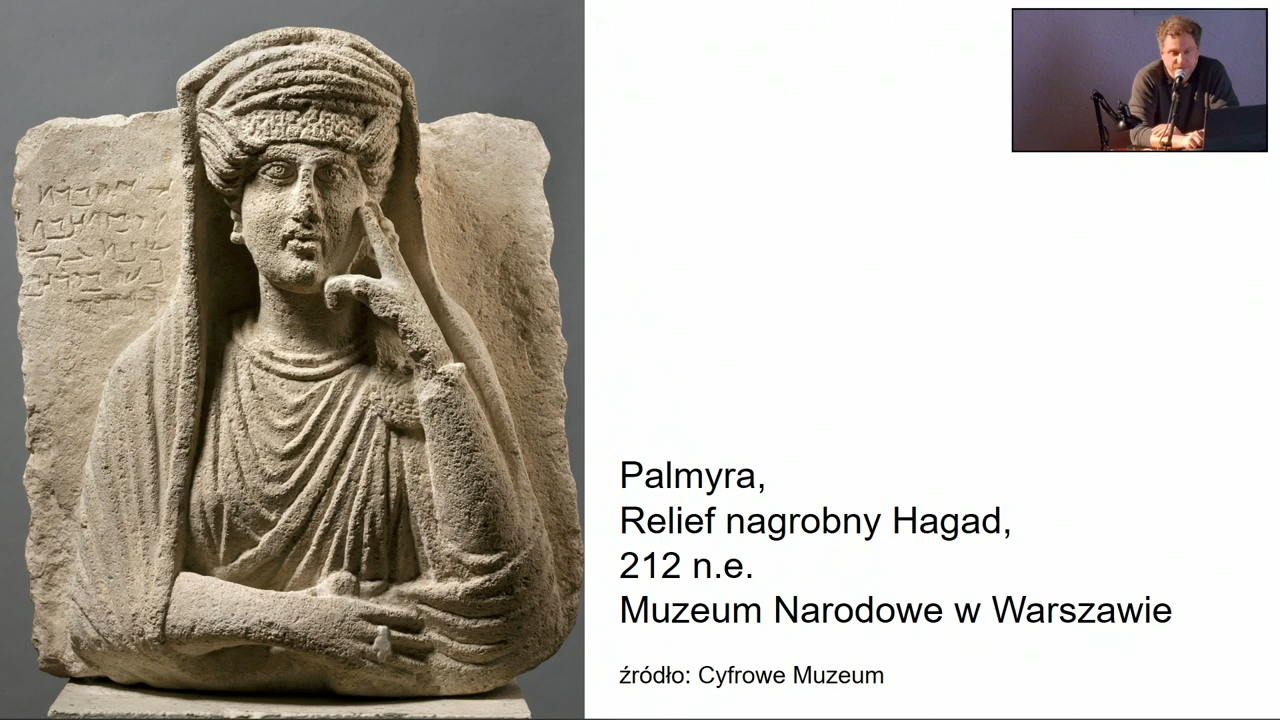 Palmyra,
Relief nagrobny Hagad,
212 n.e.
Muzeum Narodowe w Warszawie
źródło: Cyfrowe Muzeum